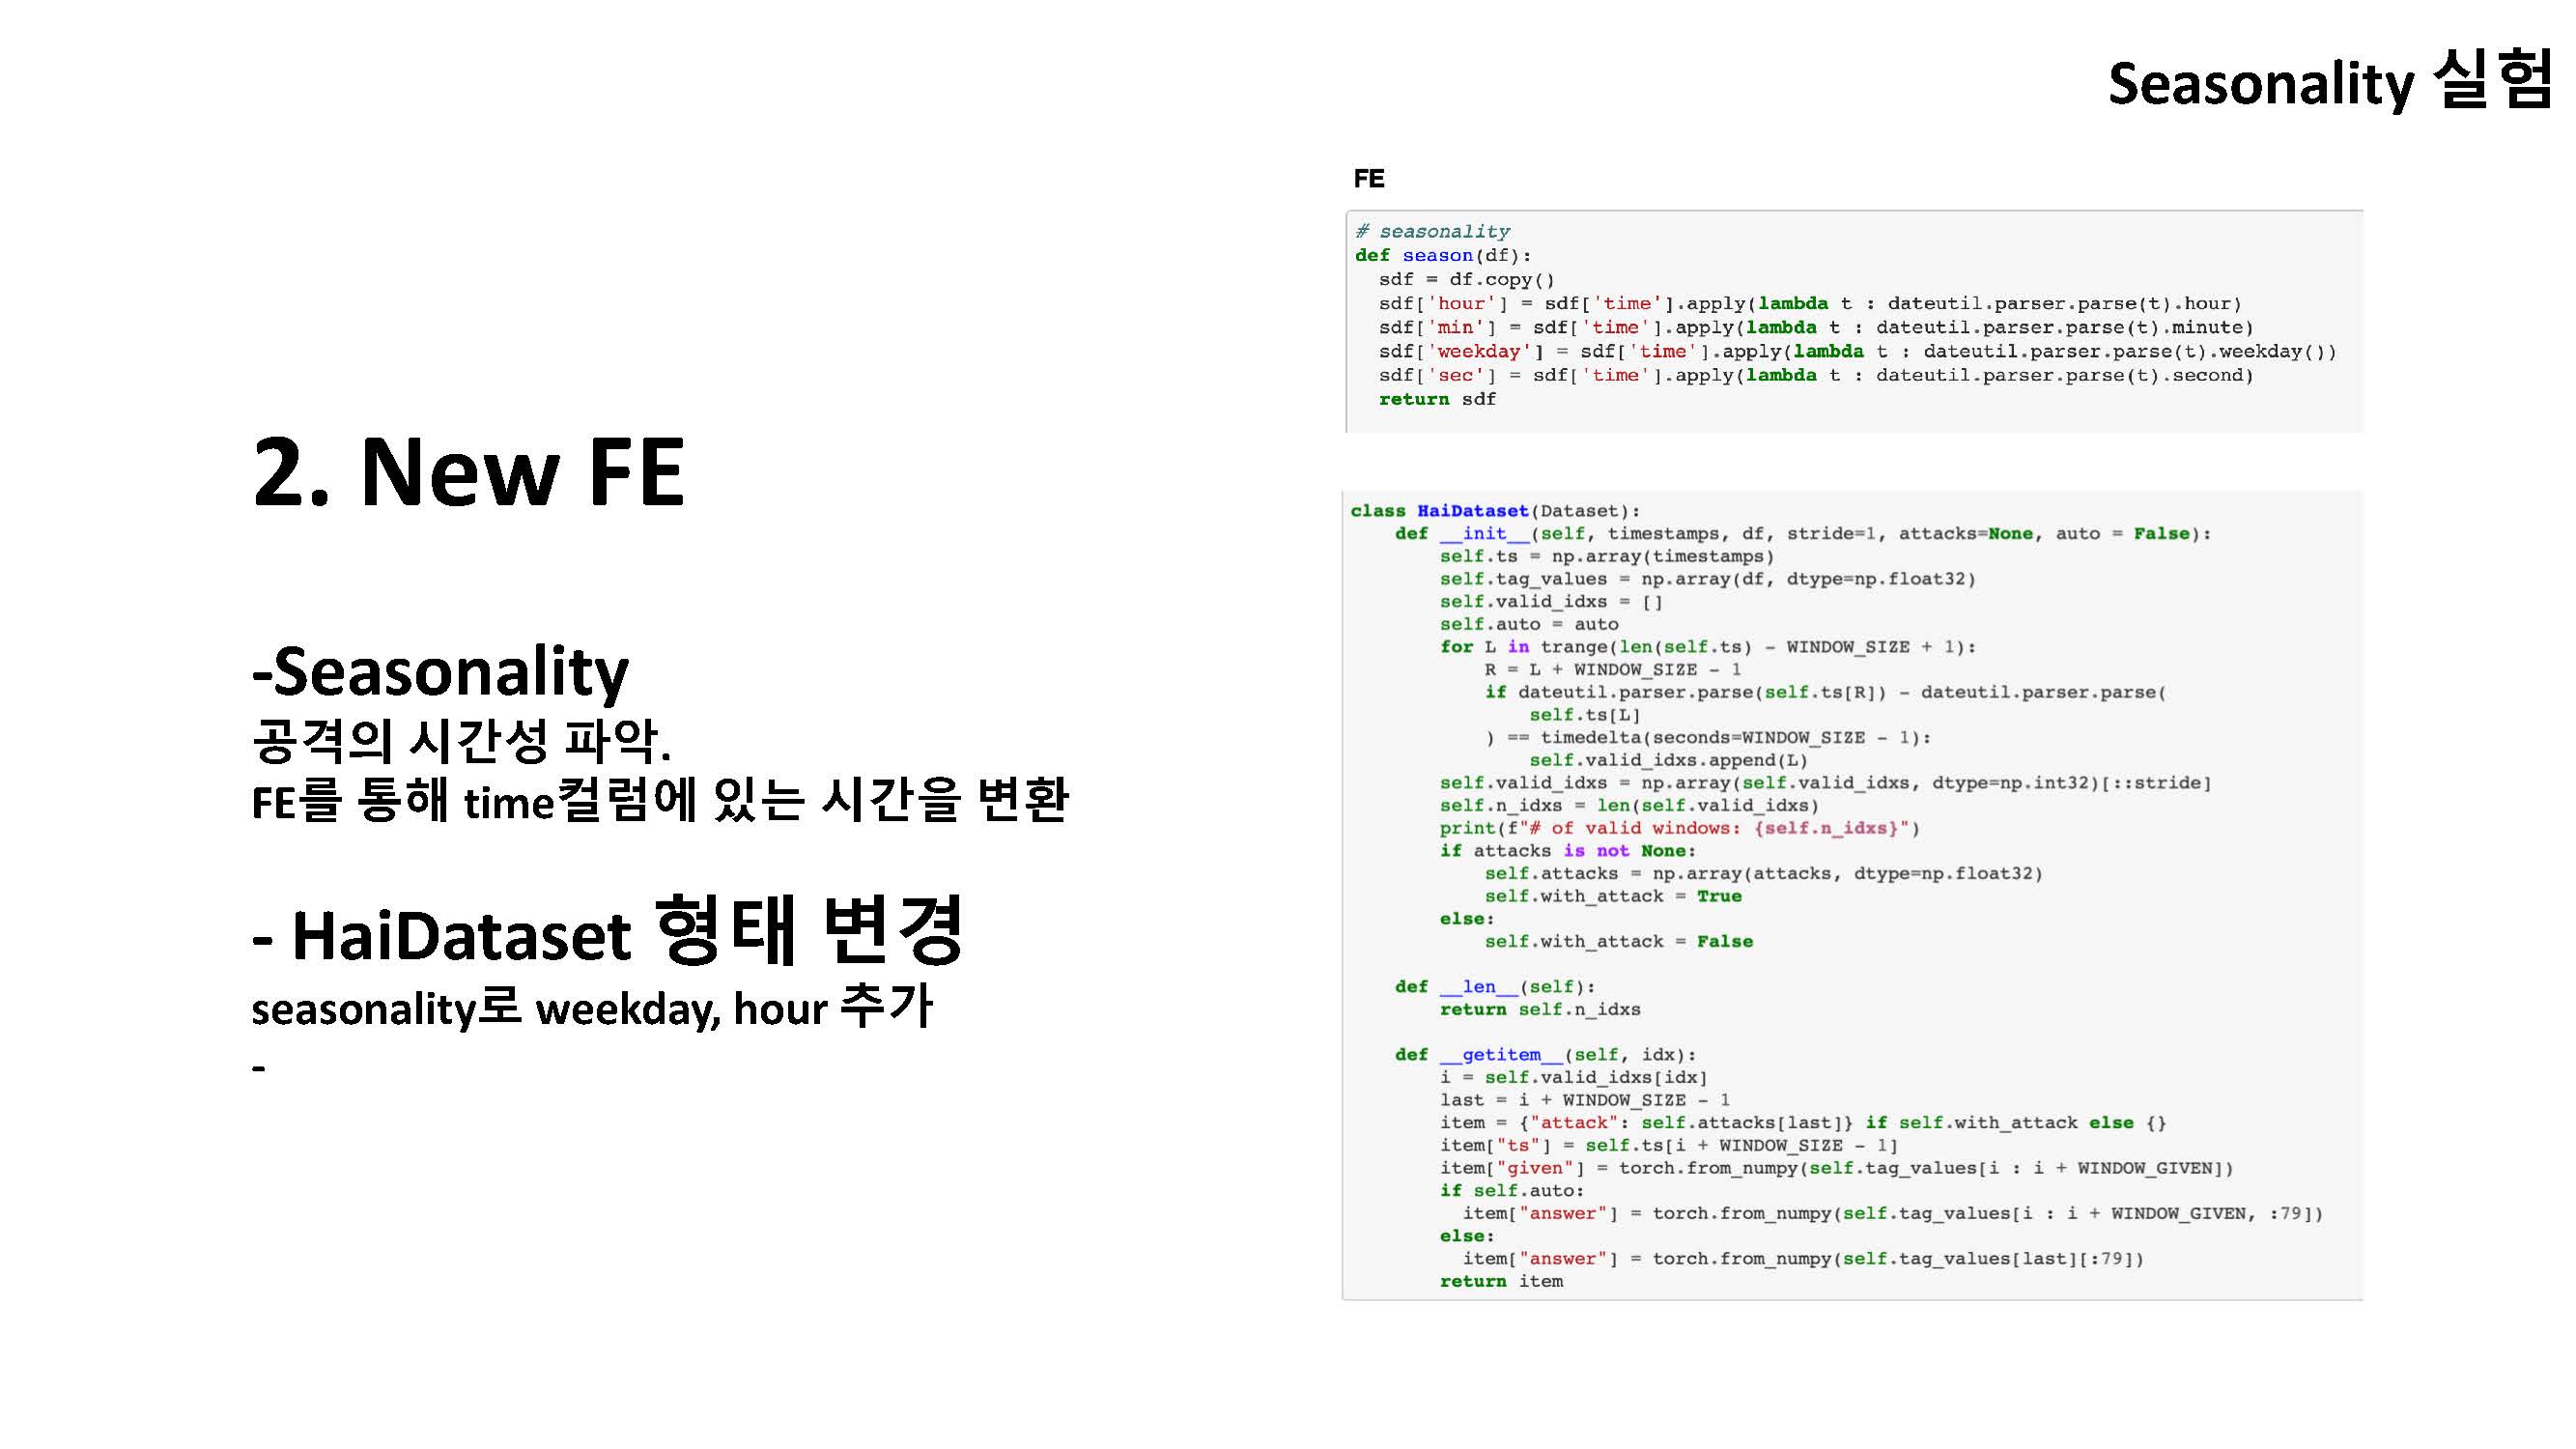 Seasonality 실험
2. New FE
-Seasonality
공격의 시간성 파악.
FE를 통해 time컬럼에 있는 시간을 변환
- HaiDataset 형태 변경
seasonality로 weekday, hour 추가
-
FE
# seasonality
def season(df):
  sdf = df.copy()
  sdf['hour'] = sdf['time'].apply(lambda t : dateutil.parser.parse(t).hour)
  sdf['min'] = sdf['time'].apply(lambda t : dateutil.parser.parse(t).minute)
  sdf['weekday'] = sdf['time'].apply(lambda t : dateutil.parser.parse(t).weekday())
  sdf['sec'] = sdf['time'].apply(lambda t : dateutil.parser.parse(t).second)
  return sdf
class HaiDataset(Dataset):
    def __init__(self, timestamps, df, stride=1, attacks=None, auto = False):
        self.ts = np.array(timestamps)
        self.tag_values = np.array(df, dtype=np.float32)
        self.valid_idxs = []
        self.auto = auto
        for L in trange(len(self.ts) - WINDOW_SIZE + 1):
            R = L + WINDOW_SIZE - 1
            if dateutil.parser.parse(self.ts[R]) - dateutil.parser.parse(
                self.ts[L]
            ) == timedelta(seconds=WINDOW_SIZE - 1):
                self.valid_idxs.append(L)
        self.valid_idxs = np.array(self.valid_idxs, dtype=np.int32)[::stride]
        self.n_idxs = len(self.valid_idxs)
        print(f"# of valid windows: {self.n_idxs}")
        if attacks is not None:
            self.attacks = np.array(attacks, dtype=np.float32)
            self.with_attack = True
        else:
            self.with_attack = False
    def __len__(self):
        return self.n_idxs
    def __getitem__(self, idx):
        i = self.valid_idxs[idx]
        last = i + WINDOW_SIZE - 1
        item = {"attack": self.attacks[last]} if self.with_attack else {}
        item["ts"] = self.ts[i + WINDOW_SIZE - 1]
        item["given"] = torch.from_numpy(self.tag_values[i : i + WINDOW_GIVEN])
        if self.auto:
          item["answer"] = torch.from_numpy(self.tag_values[i : i + WINDOW_GIVEN, :79])
        else:
          item["answer"] = torch.from_numpy(self.tag_values[last][:79])
        return item